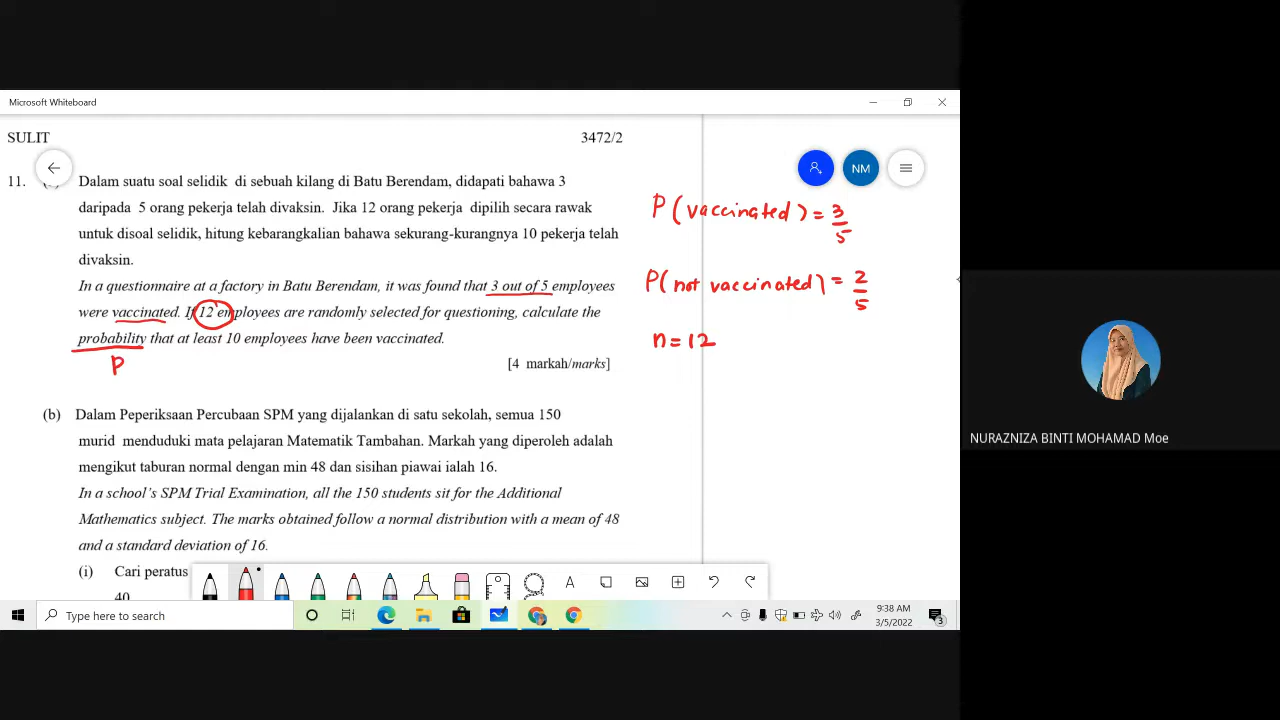 Microsoft Whiteboard
SULIT
3472/2
11.
Dalam suatu soal selidik di sebuah kilang di Batu Berendam, didapati bahawa 3
daripada 5 orang pekerja telah divaksin. Jika 12 orang pekerja dipilih secara rawak
untuk disoal selidik, hitung kebarangkalian bahawa sekurang-kurangnya 10 pekerja telah
divaksin.
In a questionnaire at a factory in Batu Berendam, it was found that 3 out of 5 employees
were vaccinated. If 12 employees are randomly selected for questioning, calculate the
probability that at least 10 employees have been vaccinated.
P
[4 markah/marks]
P(vaccinated) = 3/5
P(not vaccinated) = 2/5
n=12
NM
(b) Dalam Peperiksaan Percubaan SPM yang dijalankan di satu sekolah, semua 150
murid menduduki mata pelajaran Matematik Tambahan. Markah yang diperoleh adalah
mengikut taburan normal dengan min 48 dan sisihan piawai ialah 16.
In a school's SPM Trial Examination, all the 150 students sit for the Additional
Mathematics subject. The marks obtained follow a normal distribution with a mean of 48
and a standard deviation of 16.
(i) Cari peratus
40.
A
Type here to search
9:38 AM
3/5/2022
3
NURAZNIZA BINTI MOHAMAD Moe